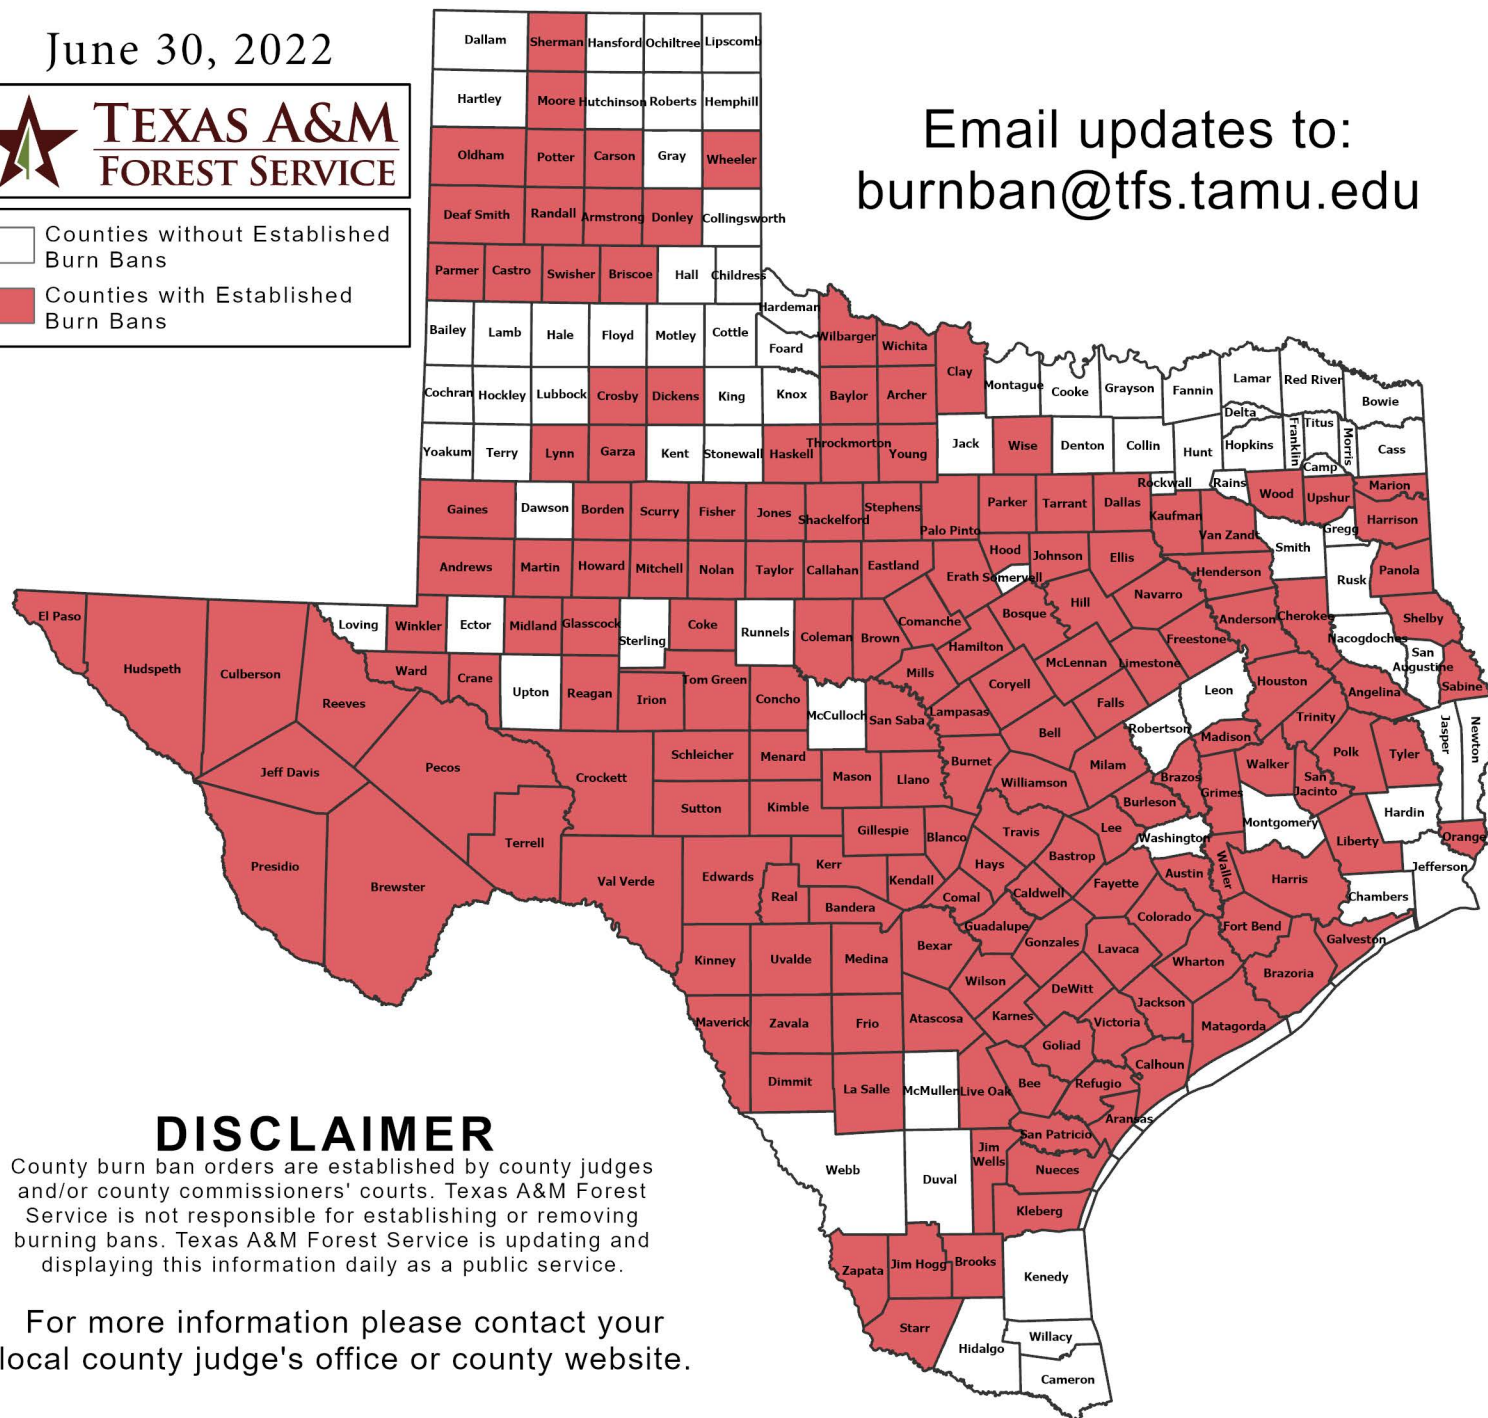 June 30, 2022
TEXAS A&M
FOREST SERVICE
Counties without Established
Burn Bans
Counties with Established
Burn Bans
Email updates to:
burnban@tfs.tamu.edu
Dallam Sherman Hansford Ochiltree Lipscomb
Hartley Moore Hutchinson Roberts Hemphill
Oldham Potter Carson Gray Wheeler
Deaf Smith Randall Armstrong Donley Collingsworth
Parmer Castro Swisher Briscoe Hall Childress
Hardeman
Bailey Lamb Hale Floyd Motley Cottle Foard Wilbarger Wichita
Clay Montague Cooke Grayson Fannin Lamar Red River Bowie
Cochran Hockley Lubbock Crosby Dickens King Knox Baylor Archer
Delta Titus Franklin Morris
Yoakum Terry Lynn Garza Kent Stonewall Haskell Throckmorton Young Jack Wise Denton Collin Hunt Hopkins Camp Cass
Rockwall Rains Wood Upshur Marion
Gaines Dawson Borden Scurry Fisher Jones Shackelford Stephens Palo Pinto Parker Tarrant Dallas Kaufman Van Zandt Smith Gregg Harrison
Andrews Martin Howard Mitchell Nolan Taylor Callahan Eastland Erath Hood Somervell Johnson Ellis Henderson Rusk Panola
El Paso Hudspeth Culberson Reeves Loving Winkler Ector Midland Glasscock Sterling Coke Runnels Coleman Brown Comanche Bosque Hill Navarro Anderson Cherokee Shelby
Hamilton Freestone Nacogdoches San
Augustine
Ward Crane Upton Reagan Irion Tom Green Concho McCulloch San Saba Mills Lampasas Coryell McLennan Limestone Falls Leon Houston Angelina Sabine
Bell Robertson Madison Trinity Polk Tyler Jasper Newton
Jeff Davis Pecos Crockett Schleicher Menard Mason Llano Burnet Williamson Milam Brazos Grimes Walker San
Jacinto
Terrell Sutton Kimble Gillespie Blanco Travis Lee Burleson Washington Montgomery Liberty Hardin Orange
Presidio Brewster Val Verde Edwards Real Kerr Bandera Kendall Hays Comal Caldwell Bastrop Fayette Austin Waller Harris Chambers Jefferson
Kinney Uvalde Medina Bexar Guadalupe Gonzales Lavaca Colorado Wharton Fort Bend Brazoria Galveston
Maverick Zavala Frio Atascosa Wilson Karnes DeWitt Victoria Jackson Matagorda
Dimmit La Salle McMullen Live Oak Bee Goliad Refugio Calhoun Aransas
Webb Duval Jim
Wells San Patricio Nueces
Kleberg
Zapata Jim Hogg Brooks Kenedy
Starr Hidalgo Willacy
Cameron
DISCLAIMER
County burn ban orders are established by county judges
and/or county commissioners' courts. Texas A&M Forest
Service is not responsible for establishing or removing
burning bans. Texas A&M Forest Service is updating and
displaying this information daily as a public service.
For more information please contact your
local county judge's office or county website.